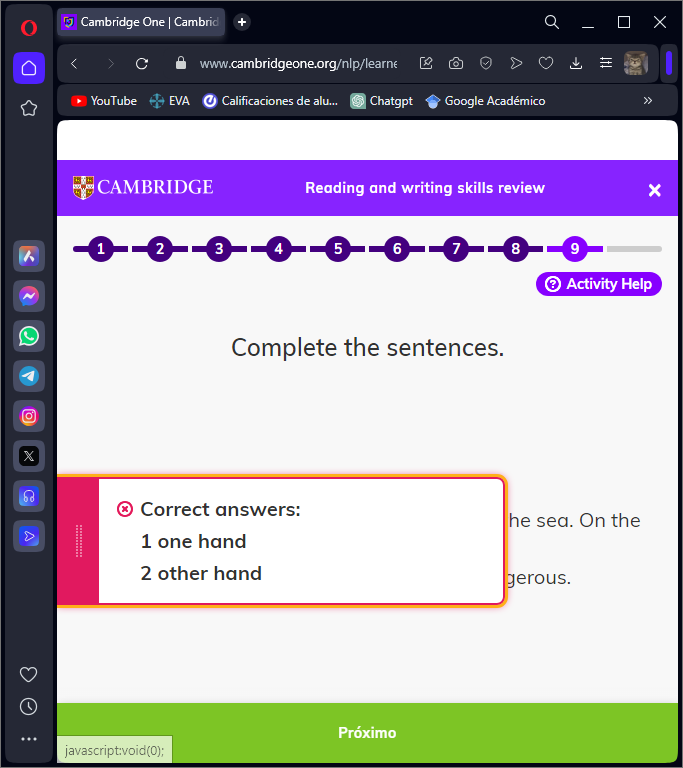 Cambridge One | Cambrid
www.cambridgeone.org/nlp/learne
YouTube EVA Calificaciones de alu... Chatgpt Google Académico »
CAMBRIDGE Reading and writing skills review
1 2 3 4 5 6 7 8 9
Activity Help
Complete the sentences.
Correct answers:
1 one hand
2 other hand
he sea. On the
gerous.
Próximo
javascript:void(0);